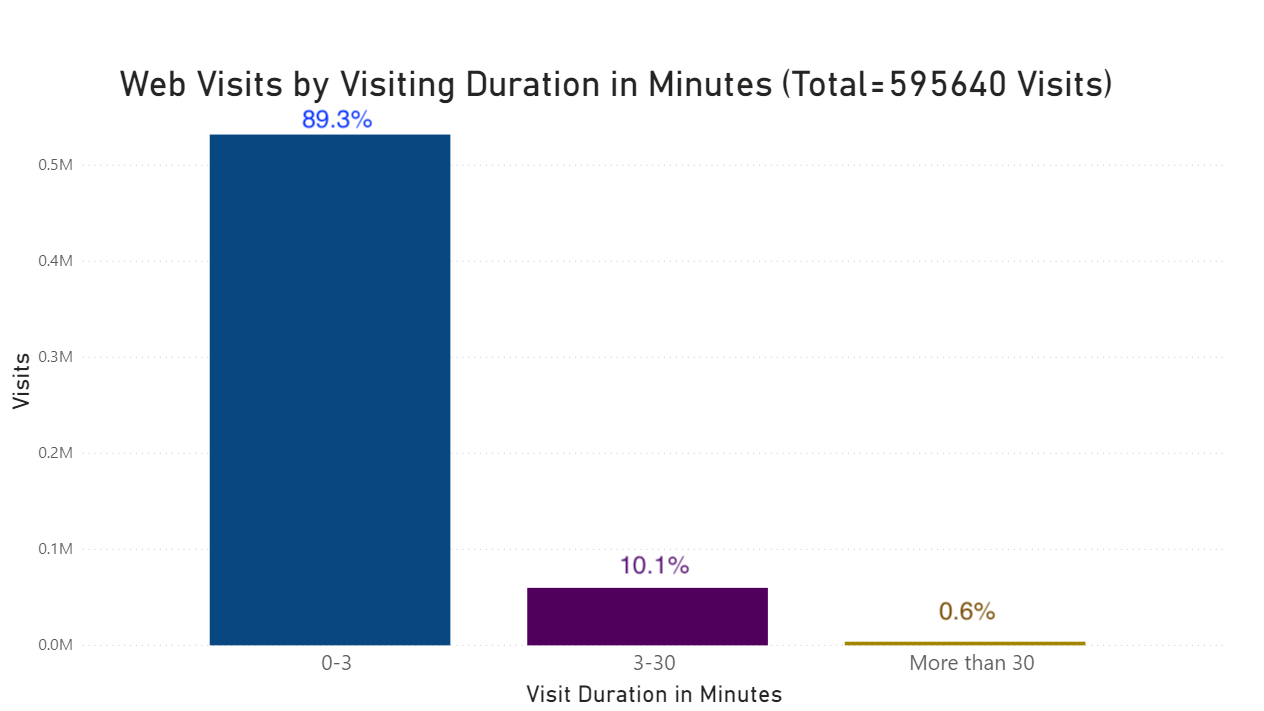 Web Visits by Visiting Duration in Minutes (Total=595640 Visits)
89.3%
0.5M
0.4M
0.3M
0.2M
0.1M
0.0M
Visits
10.1%
0.6%
0-3
3-30
More than 30
Visit Duration in Minutes